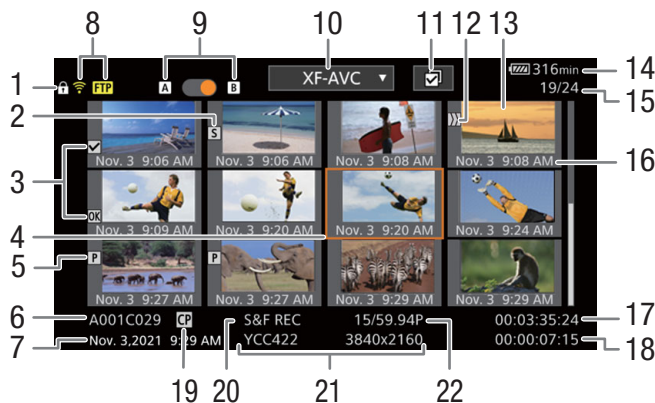 8 9 10 11 12 13
1 FTP A B XF-AVC 316min 14
19/24 15
2 S
Nov. 3 9:06 AM Nov. 3 9:06 AM Nov. 3 9:08 AM Nov. 3 9:08 AM 16
3
OK
Nov. 3 9:09 AM Nov. 3 9:20 AM Nov. 3 9:20 AM Nov. 3 9:24 AM
4
5 P P
Nov. 3 9:27 AM Nov. 3 9:27 AM Nov. 3 9:29 AM Nov. 3 9:29 AM
6 A001C029 CP S&F REC 15/59.94P 00:03:35:24 17
7 Nov. 3,2021 9:29 AM YCC422 3840x2160 00:00:07:15 18
19 20 21 22